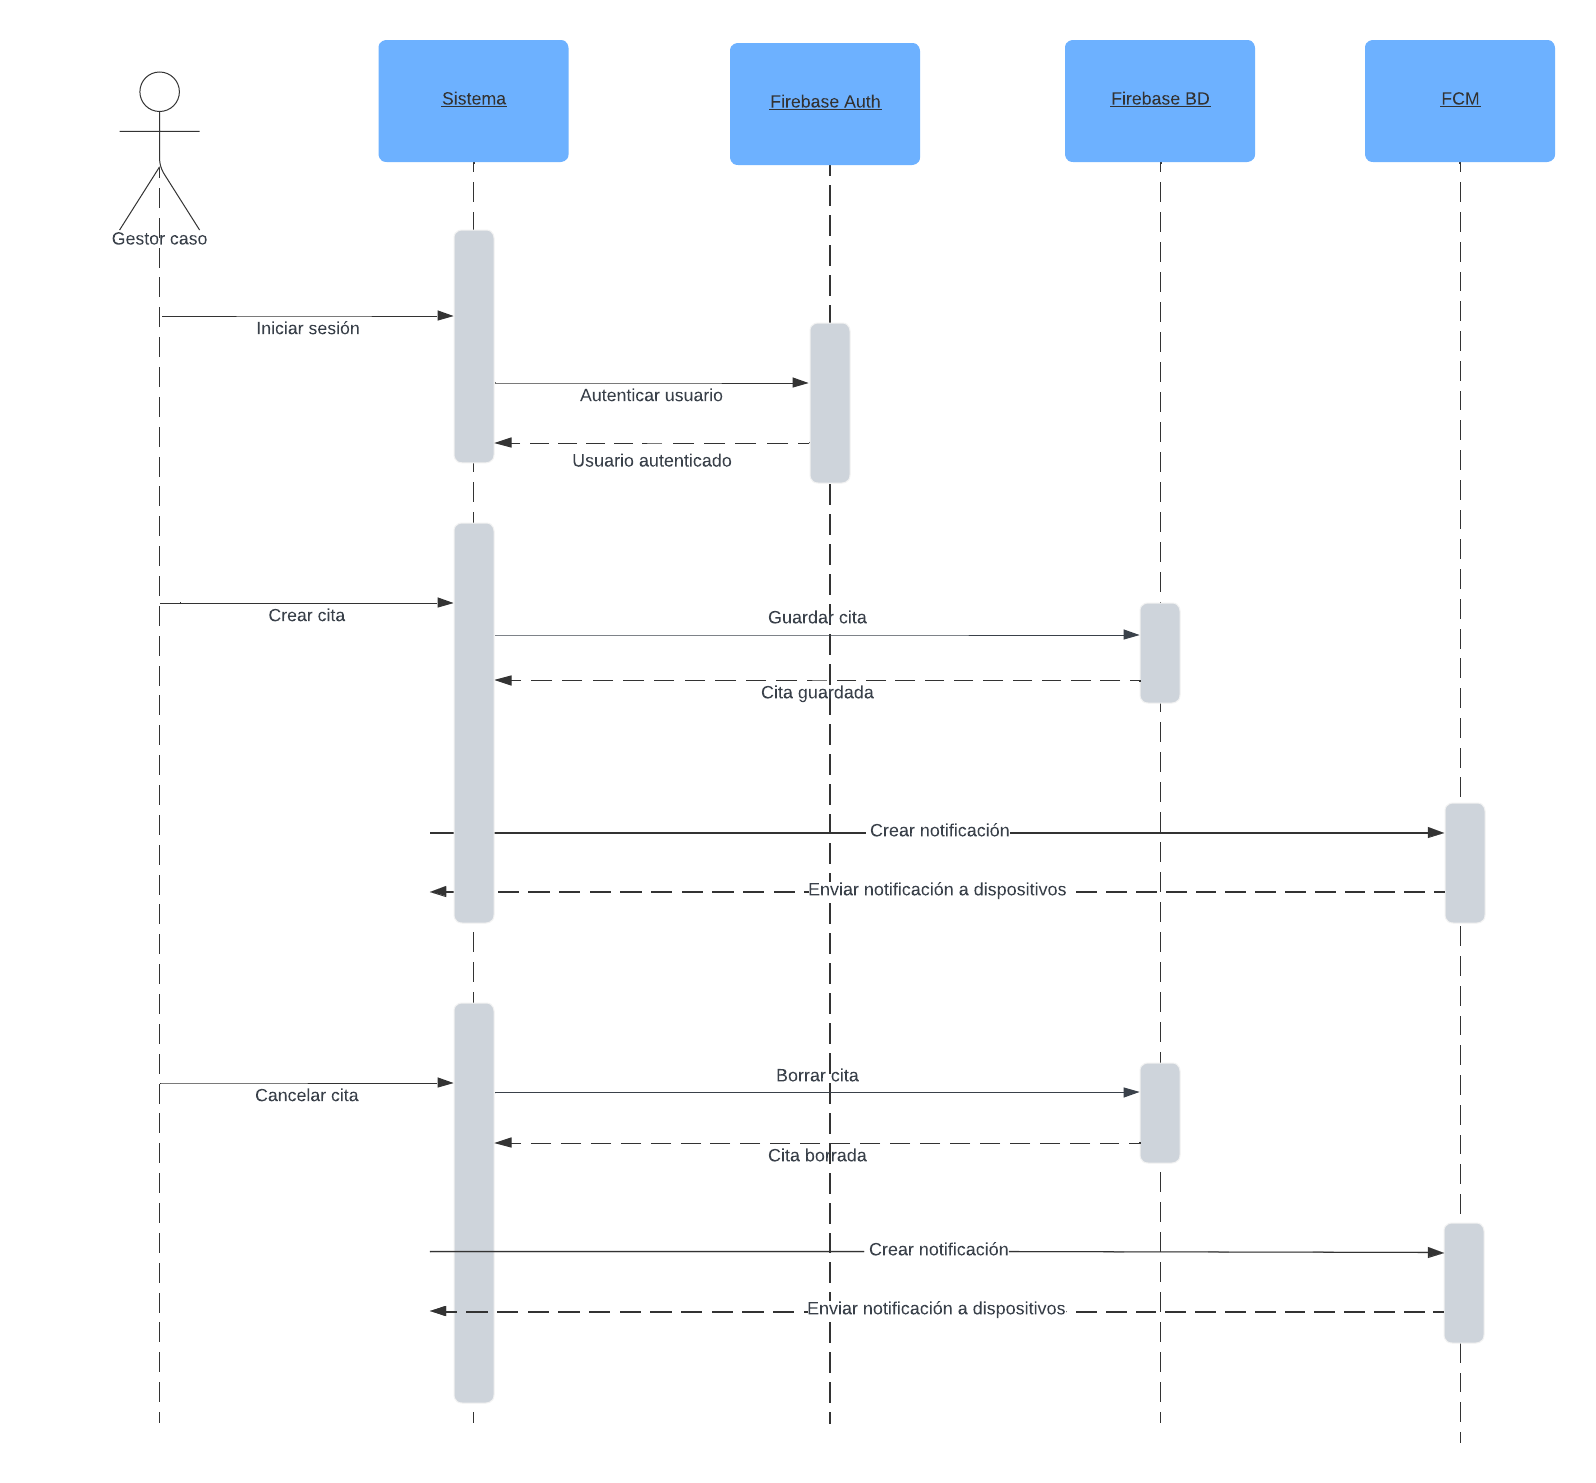 Sistema
Firebase Auth
Firebase BD
FCM
Gestor caso
Iniciar sesión
Autenticar usuario
Usuario autenticado
Crear cita
Guardar cita
Cita guardada
Crear notificación
Enviar notificación a dispositivos
Cancelar cita
Borrar cita
Cita borrada
Crear notificación
Enviar notificación a dispositivos